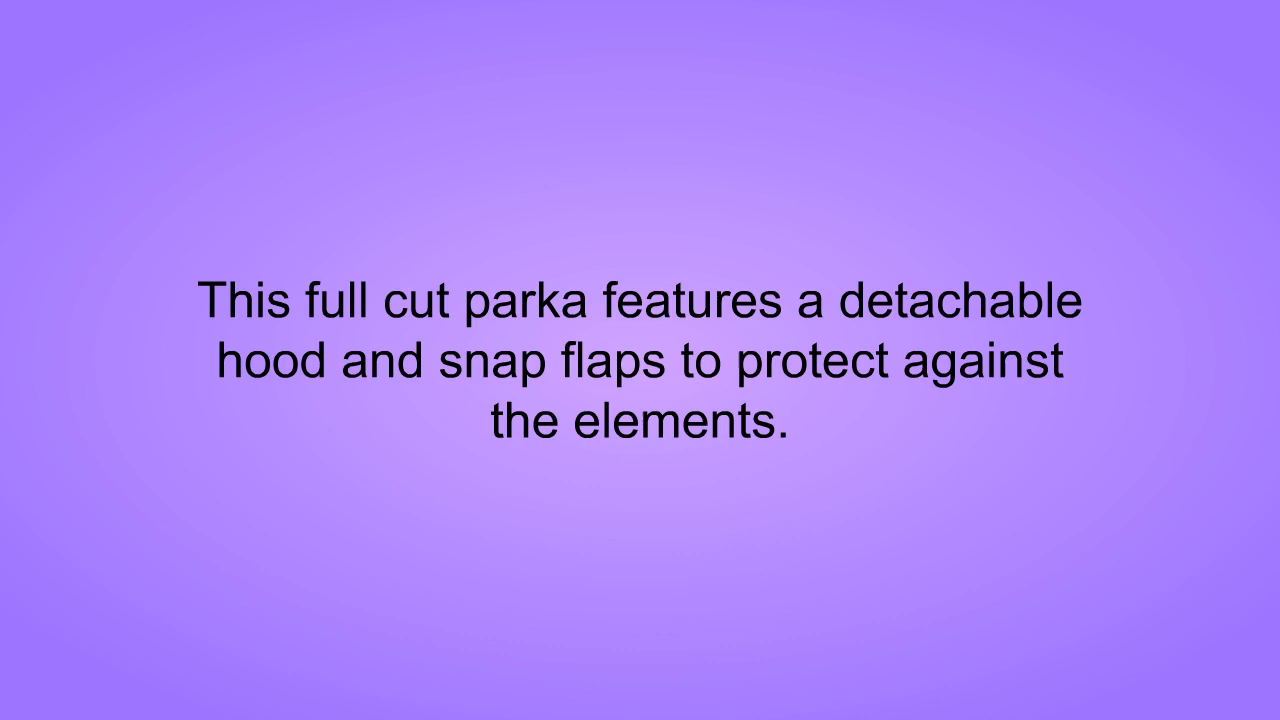 This full cut parka features a detachable
hood and snap flaps to protect against
the elements.